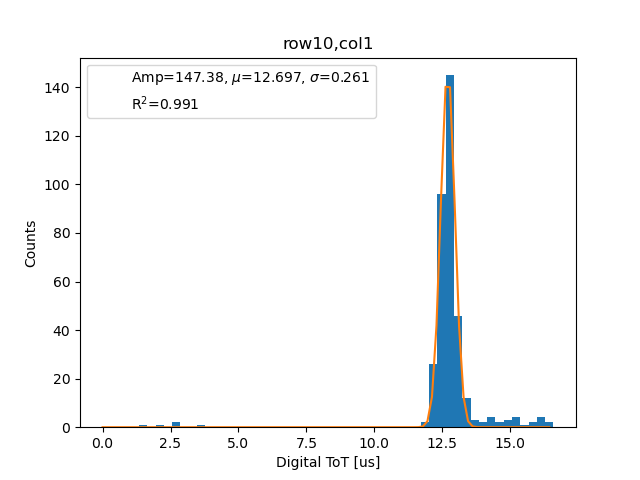 row10,col1
Amp=147.38, μ=12.697, σ=0.261
R²=0.991
140
120
100
80
60
40
20
0
Counts
0.0 2.5 5.0 7.5 10.0 12.5 15.0
Digital ToT [us]